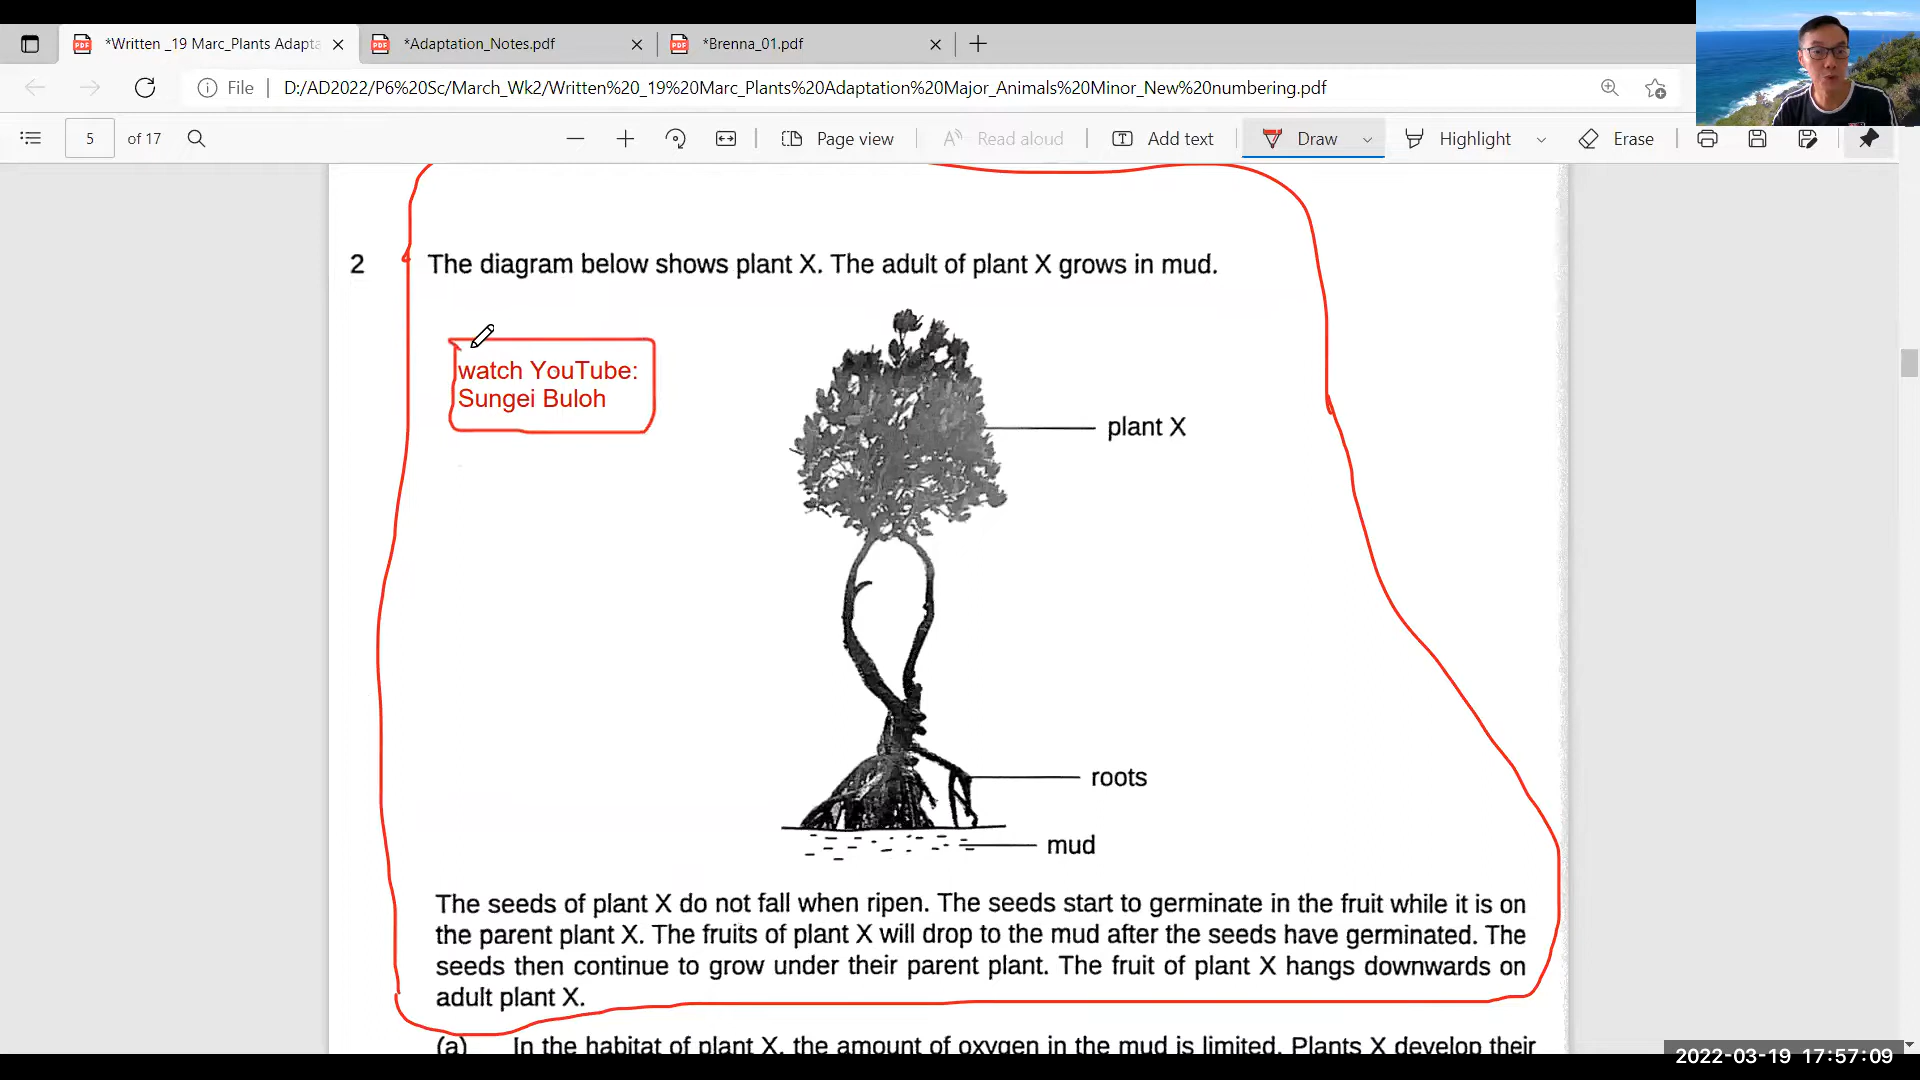 *Written _19 Marc_Plants Adapta
*Adaptation_Notes.pdf
*Brenna_01.pdf
File
D:/AD2022/P6%20Sc/March_Wk2/Written%20_19%20Marc_Plants%20Adaptation%20Major_Animals%20Minor_New%20numbering.pdf
5 of 17
Page view
Read aloud
Add text
Draw
Highlight
Erase
2 The diagram below shows plant X. The adult of plant X grows in mud.
watch YouTube:
Sungei Buloh
plant X
roots
mud
The seeds of plant X do not fall when ripen. The seeds start to germinate in the fruit while it is on
the parent plant X. The fruits of plant X will drop to the mud after the seeds have germinated. The
seeds then continue to grow under their parent plant. The fruit of plant X hangs downwards on
adult plant X.
(a) In the habitat of plant X, the amount of oxygen in the mud is limited. Plants X develop their
2022-03-19 17:57:09